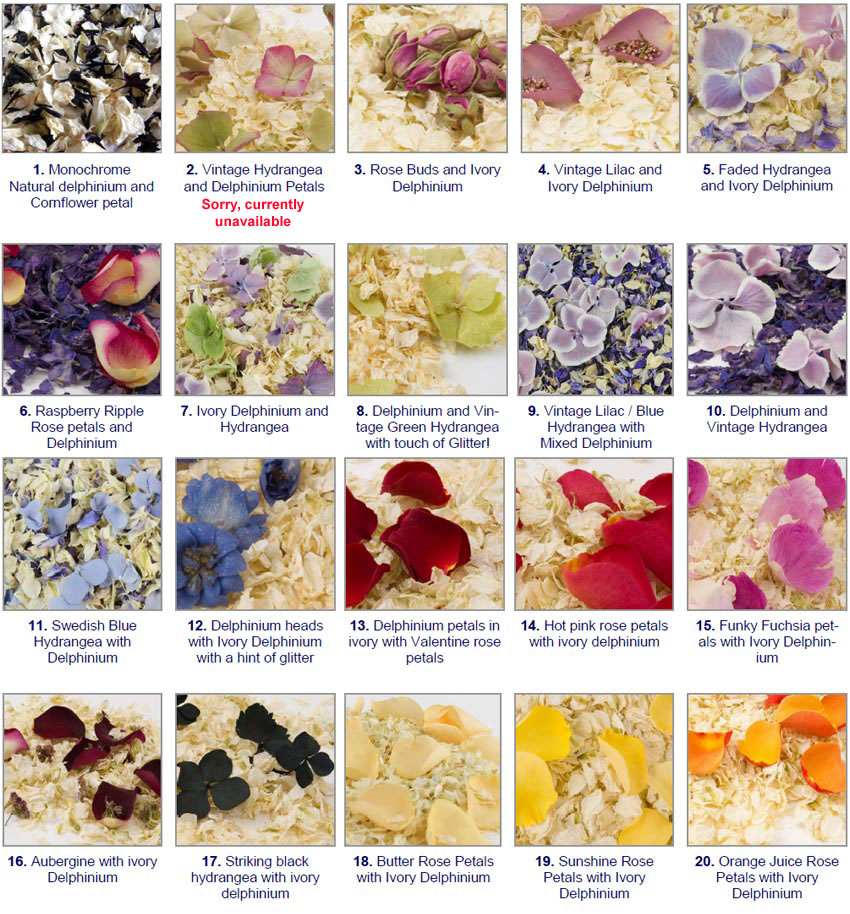 1. Monochrome
Natural delphinium and
Cornflower petal
2. Vintage Hydrangea
and Delphinium Petals
Sorry, currently
unavailable
3. Rose Buds and Ivory
Delphinium
4. Vintage Lilac and
Ivory Delphinium
5. Faded Hydrangea
and Ivory Delphinium
6. Raspberry Ripple
Rose petals and
Delphinium
7. Ivory Delphinium and
Hydrangea
8. Delphinium and Vin-
tage Green Hydrangea
with touch of Glitter!
9. Vintage Lilac / Blue
Hydrangea with
Mixed Delphinium
10. Delphinium and
Vintage Hydrangea
11. Swedish Blue
Hydrangea with
Delphinium
12. Delphinium heads
with Ivory Delphinium
with a hint of glitter
13. Delphinium petals in
ivory with Valentine rose
petals
14. Hot pink rose petals
with ivory delphinium
15. Funky Fuchsia pet-
als with Ivory Delphin-
ium
16. Aubergine with ivory
Delphinium
17. Striking black
hydrangea with ivory
delphinium
18. Butter Rose Petals
with Ivory Delphinium
19. Sunshine Rose
Petals with Ivory
Delphinium
20. Orange Juice Rose
Petals with Ivory
Delphinium